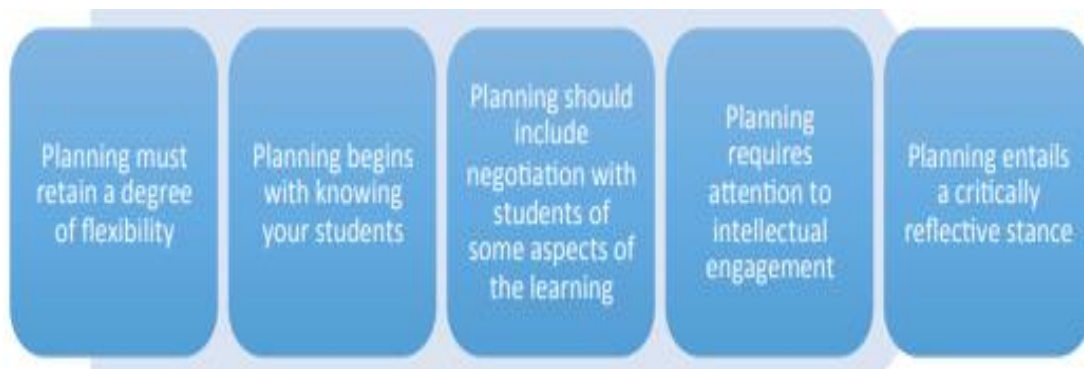 Planning must
retain a degree
of flexibility
Planning begins
with knowing
your students
Planning should
include
negotiation with
students of
some aspects of
the learning
Planning
requires
attention to
intellectual
engagement
Planning entails
a critically
reflective stance